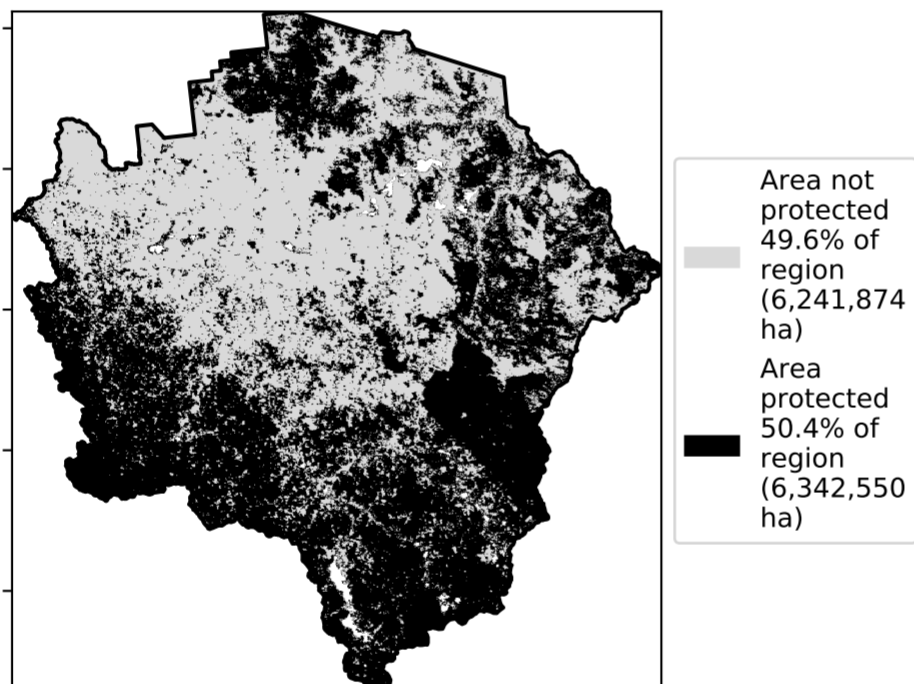 Area not
protected
49.6% of
region
(6,241,874
ha)
Area
protected
50.4% of
region
(6,342,550
ha)